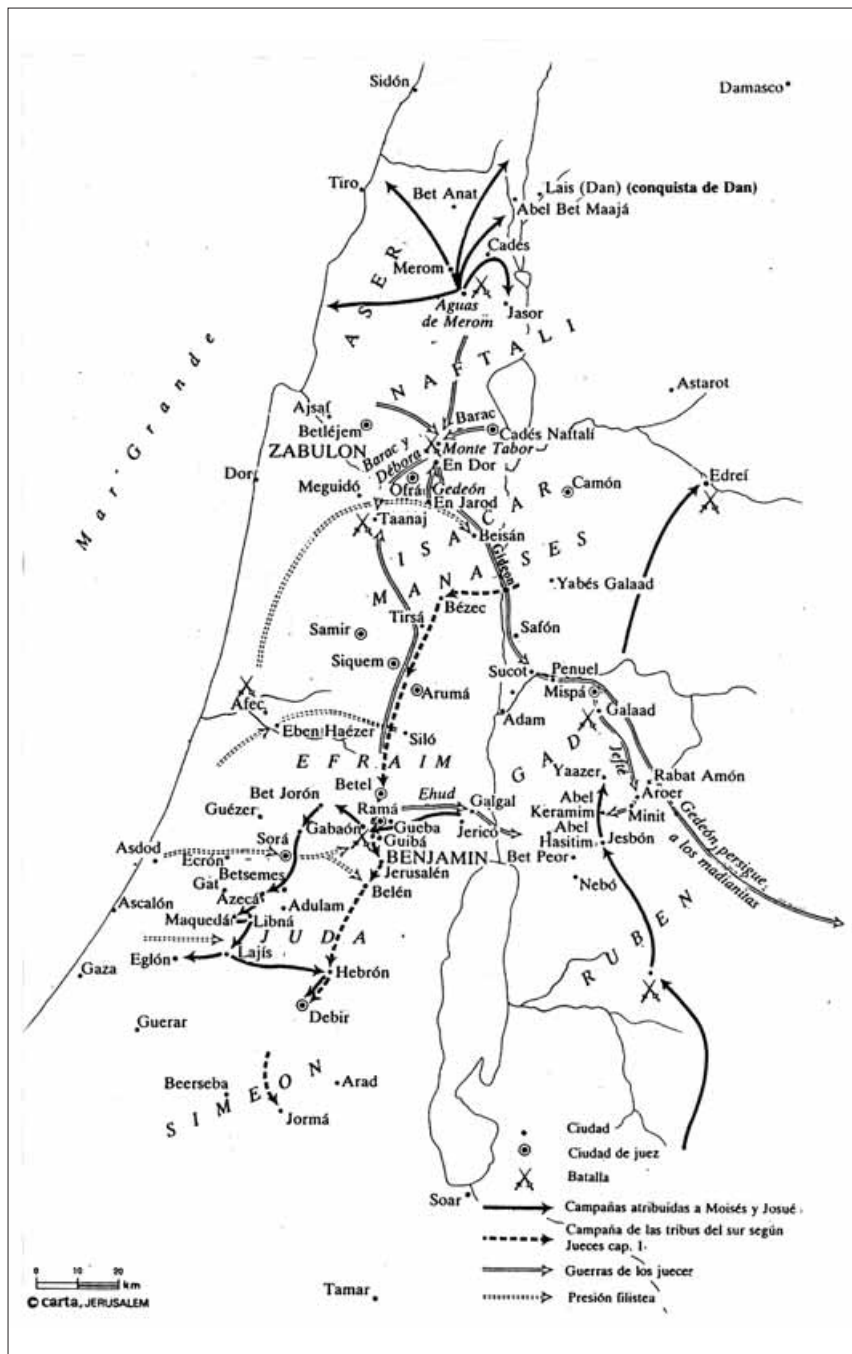 Sidón
Damasco
Tiro
Bet Anat
Lais (Dan) (conquista de Dan)
Abel Bet Maajá
Cadés
Merom
ASER
Aguas
de Merom
Jasor
NAFTALI
Mar Grande
Astarot
Ajsaf
Betléjem
Barac
Cadés Naftalí
ZABULON
Barac y
Débora
Monte Tabor
En Dor
Dor
Meguidó
Ofrá
Gedeón
Camón
Edreí
En Jarod
Taanaj
Beisán
ISACAR
MANASES
Gideon
Yabés Galaad
Bézec
Tirsá
Samir
Safón
Siquem
Sucot
Penuel
Mispá
Arumá
Afec
Adam
Galaad
Eben Haézer
Siló
EFRAIM
GAD
Jefté
Yaazer
Rabat Amón
Betel
Bet Jorón
Ehud
Abel
Keramim
Aroer
Guézer
Ramá
Galgal
Minit
Gabaón
Gueba
Jericó
Abel
Hasitim
Sorá
Guibá
Jesbón
Gedeón persigue
a los madianitas
Asdod
Ecrón
BENJAMIN
Bet Peor
Betsemes
Jerusalén
Gat
Belén
Nebó
Azecá
Adulam
Ascalón
Maquedá
Libná
JUDA
RUBEN
Eglón
Lajís
Gaza
Hebrón
Debir
Guerar
Beerseba
Arad
SIMEON
Jormá
Ciudad
Ciudad de juez
Batalla
Soar
Campañas atribuidas a Moisés y Josué
Campaña de las tribus del sur según
Jueces cap. I
Guerras de los juecer
Presión filistea
0 10 20
km
© carta, JERUSALEM
Tamar